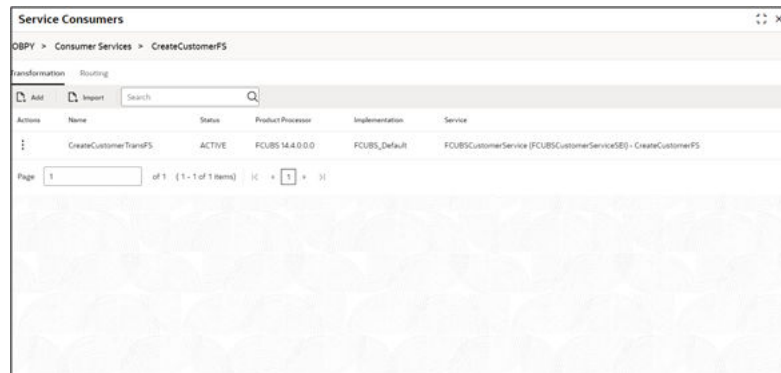 Service Consumers
OBPY > Consumer Services > CreateCustomerFS
Transformation Routing
Add Import Search
Actions Name Status Product Processor Implementation Service
CreateCustomerTransFS ACTIVE FCUBS 14.4.0.0.0 FCUBS_Default FCUBSCustomerService (FCUBSCustomerServiceSEI) - CreateCustomerFS
Page 1 of 1 (1 - 1 of 1 items) 1